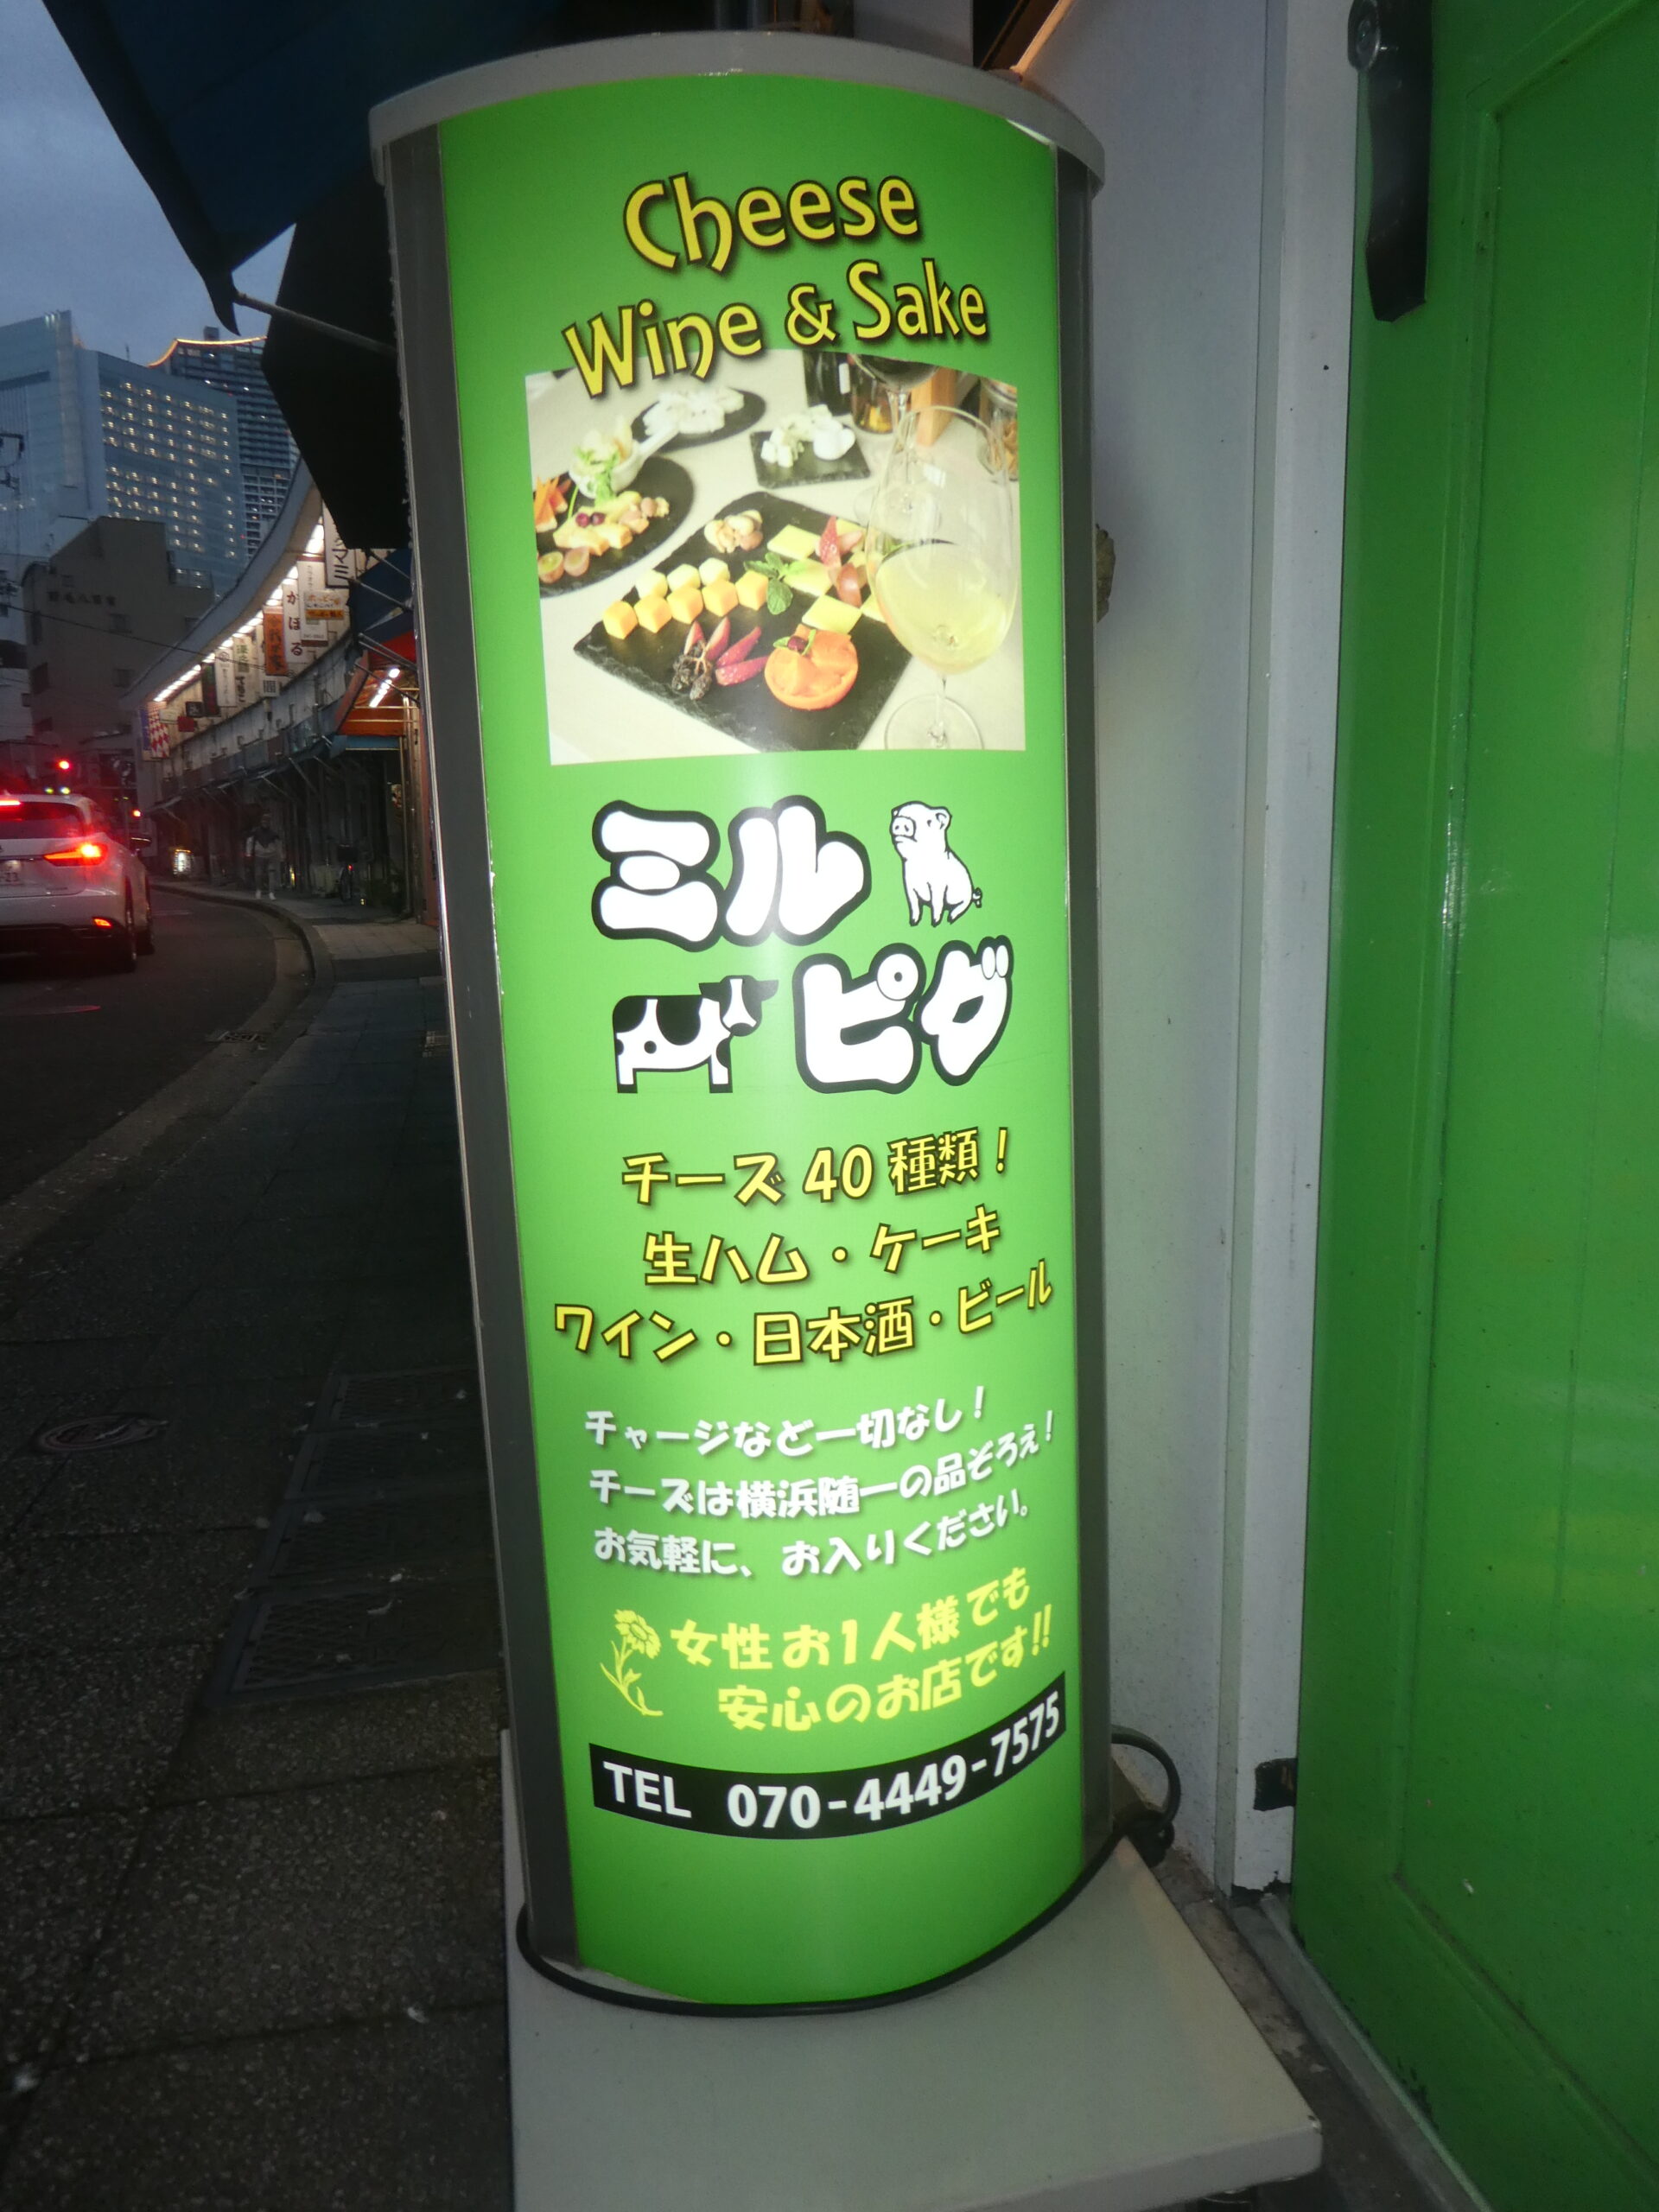 Cheese
Wine & Sake
ミル
ピグ
チーズ 40 種類！
生ハム・ケーキ
ワイン・日本酒・ビール
チャージなど一切なし！
チーズは横浜随一の品ぞろえ！
お気軽に、お入りください。
女性お1人様でも
安心のお店です!!
TEL 070-4449-7575
かほる